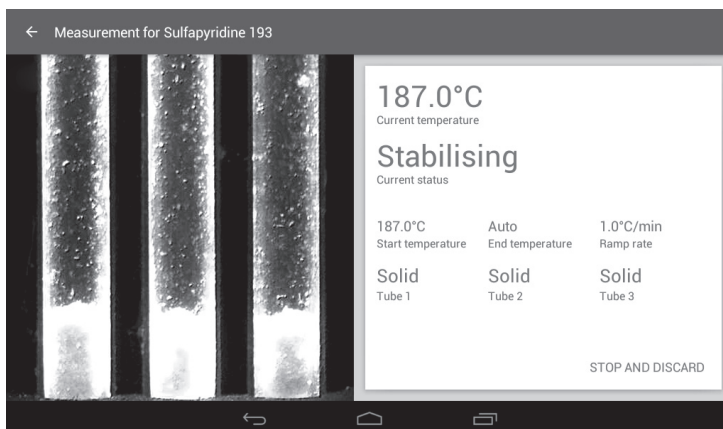 Measurement for Sulfapyridine 193
187.0°C
Current temperature
Stabilising
Current status
187.0°C Auto 1.0°C/min
Start temperature End temperature Ramp rate
Solid Solid Solid
Tube 1 Tube 2 Tube 3
STOP AND DISCARD